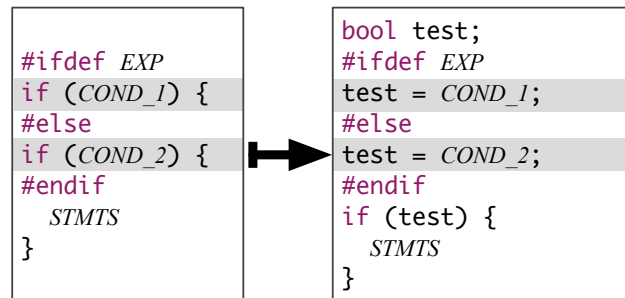 #ifdef EXP
if (COND_1) {
#else
if (COND_2) {
#endif
STMTS
}
bool test;
#ifdef EXP
test = COND_1;
#else
test = COND_2;
#endif
if (test) {
STMTS
}